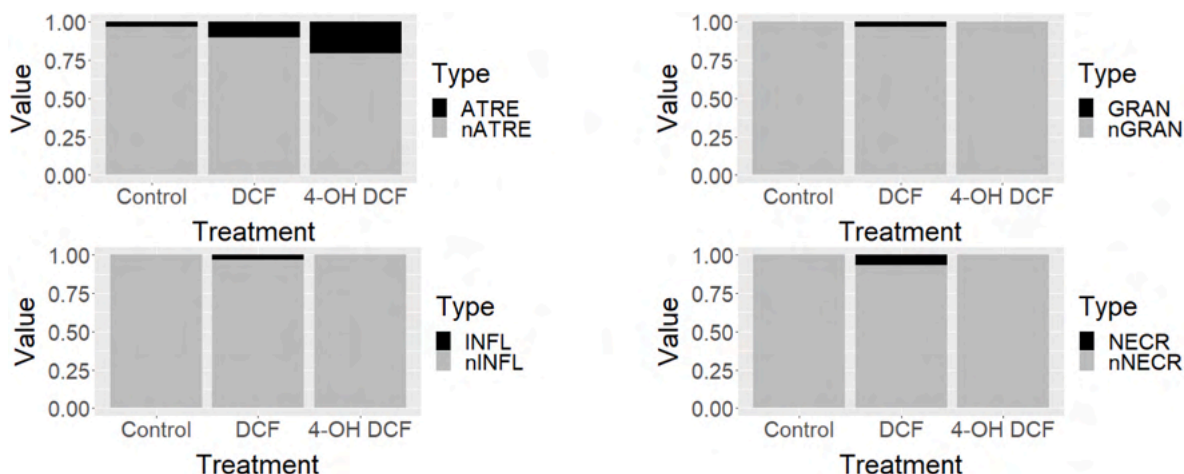 1.00
0.75
0.50
0.25
0.00
Value
Control DCF 4-OH DCF
Treatment
Type
ATRE
nATRE
1.00
0.75
0.50
0.25
0.00
Value
Control DCF 4-OH DCF
Treatment
Type
GRAN
nGRAN
1.00
0.75
0.50
0.25
0.00
Value
Control DCF 4-OH DCF
Treatment
Type
INFL
nINFL
1.00
0.75
0.50
0.25
0.00
Value
Control DCF 4-OH DCF
Treatment
Type
NECR
nNECR